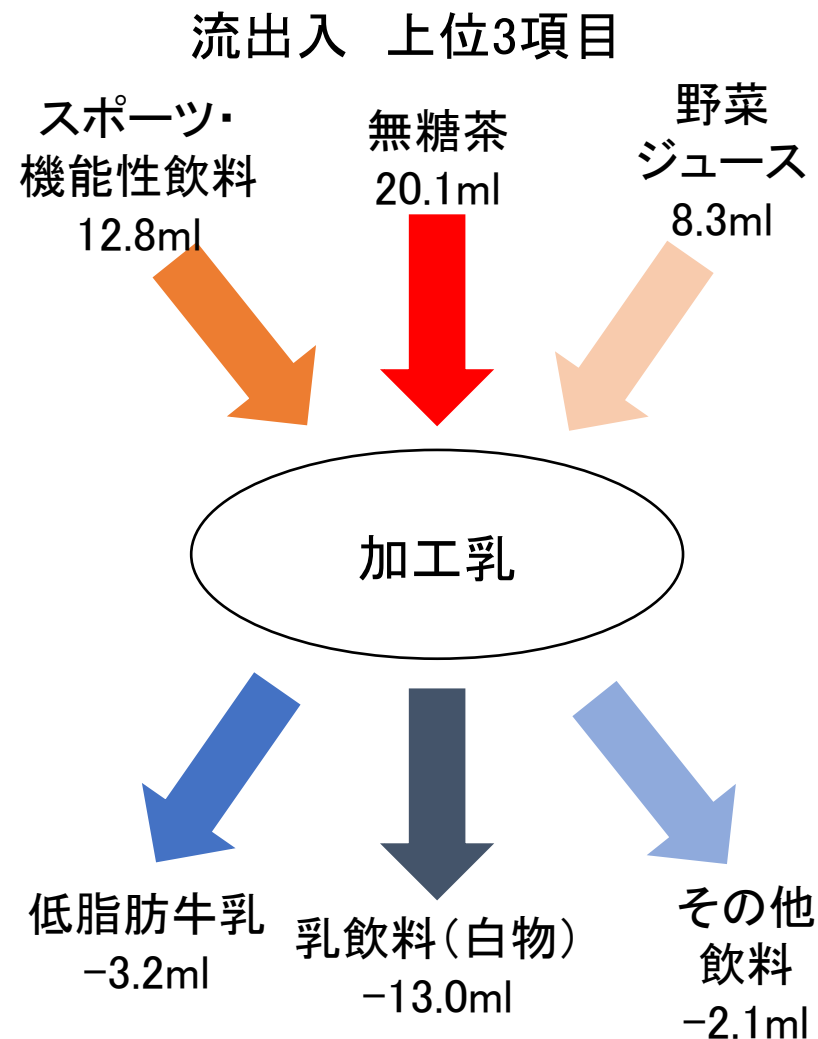 流出入　上位3項目
スポーツ・
機能性飲料
12.8ml
無糖茶
20.1ml
野菜
ジュース
8.3ml
加工乳
低脂肪牛乳
−3.2ml
乳飲料（白物）
−13.0ml
その他
飲料
−2.1ml